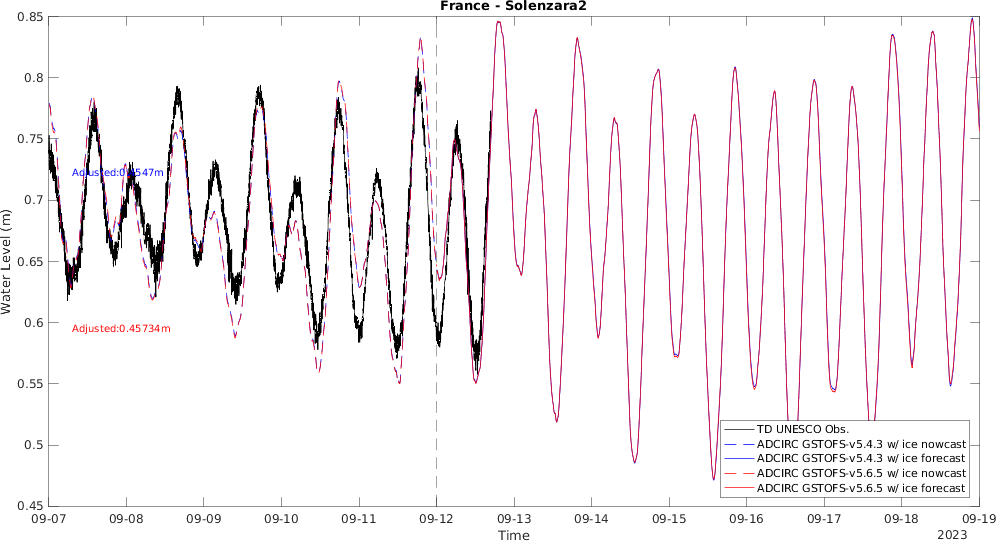 France - Solenzara2
0.85
0.8
0.75
0.7
0.65
0.6
0.55
0.5
0.45
Water Level (m)
Adjusted:0.45734m
TD UNESCO Obs.
ADCIRC GSTOFS-v5.4.3 w/ ice nowcast
ADCIRC GSTOFS-v5.4.3 w/ ice forecast
ADCIRC GSTOFS-v5.6.5 w/ ice nowcast
ADCIRC GSTOFS-v5.6.5 w/ ice forecast
09-07 09-08 09-09 09-10 09-11 09-12 09-13 09-14 09-15 09-16 09-17 09-18 09-19
Time
2023